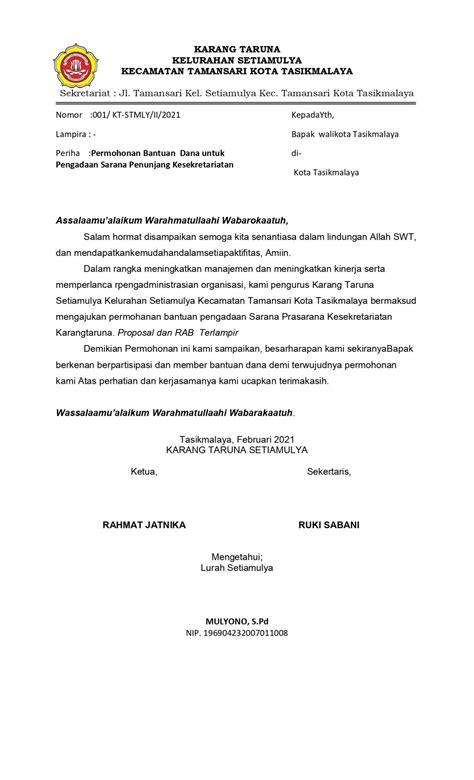 KARANG TARUNA
KELURAHAN SETIAMULYA
KECAMATAN TAMANSARI KOTA TASIKMALAYA
Sekretariat : Jl. Tamansari Kel. Setiamulya Kec. Tamansari Kota Tasikmalaya
Nomor :001/ KT-STMLY/II/2021
KepadaYth,
Lampira : -
Bapak walikota Tasikmalaya
Periha :Permohonan Bantuan Dana untuk
di-
Pengadaan Sarana Penunjang Kesekretariatan
Kota Tasikmalaya
Assalaamu'alaikum Warahmatullaahi Wabarokaatuh,
Salam hormat disampaikan semoga kita senantiasa dalam lindungan Allah SWT,
dan mendapatkankemudahandalamsetiapaktifitas, Amiin.
Dalam rangka meningkatkan manajemen dan meningkatkan kinerja serta
memperlanca rpengadministrasian organisasi, kami pengurus Karang Taruna
Setiamulya Kelurahan Setiamulya Kecamatan Tamansari Kota Tasikmalaya bermaksud
mengajukan permohonan bantuan pengadaan Sarana Prasarana Kesekretariatan
Karangtaruna. Proposal dan RAB Terlampir
Demikian Permohonan ini kami sampaikan, besarharapan kami sekiranyaBapak
berkenan berpartisipasi dan member bantuan dana demi terwujudnya permohonan
kami Atas perhatian dan kerjasamanya kami ucapkan terimakasih.
Wassalaamu'alaikum Warahmatullaahi Wabarakaatuh.
Tasikmalaya, Februari 2021
KARANG TARUNA SETIAMULYA
Ketua,
Sekertaris,
RAHMAT JATNIKA
RUKI SABANI
Mengetahui;
Lurah Setiamulya
MULYONO, S.Pd
NIP. 196904232007011008